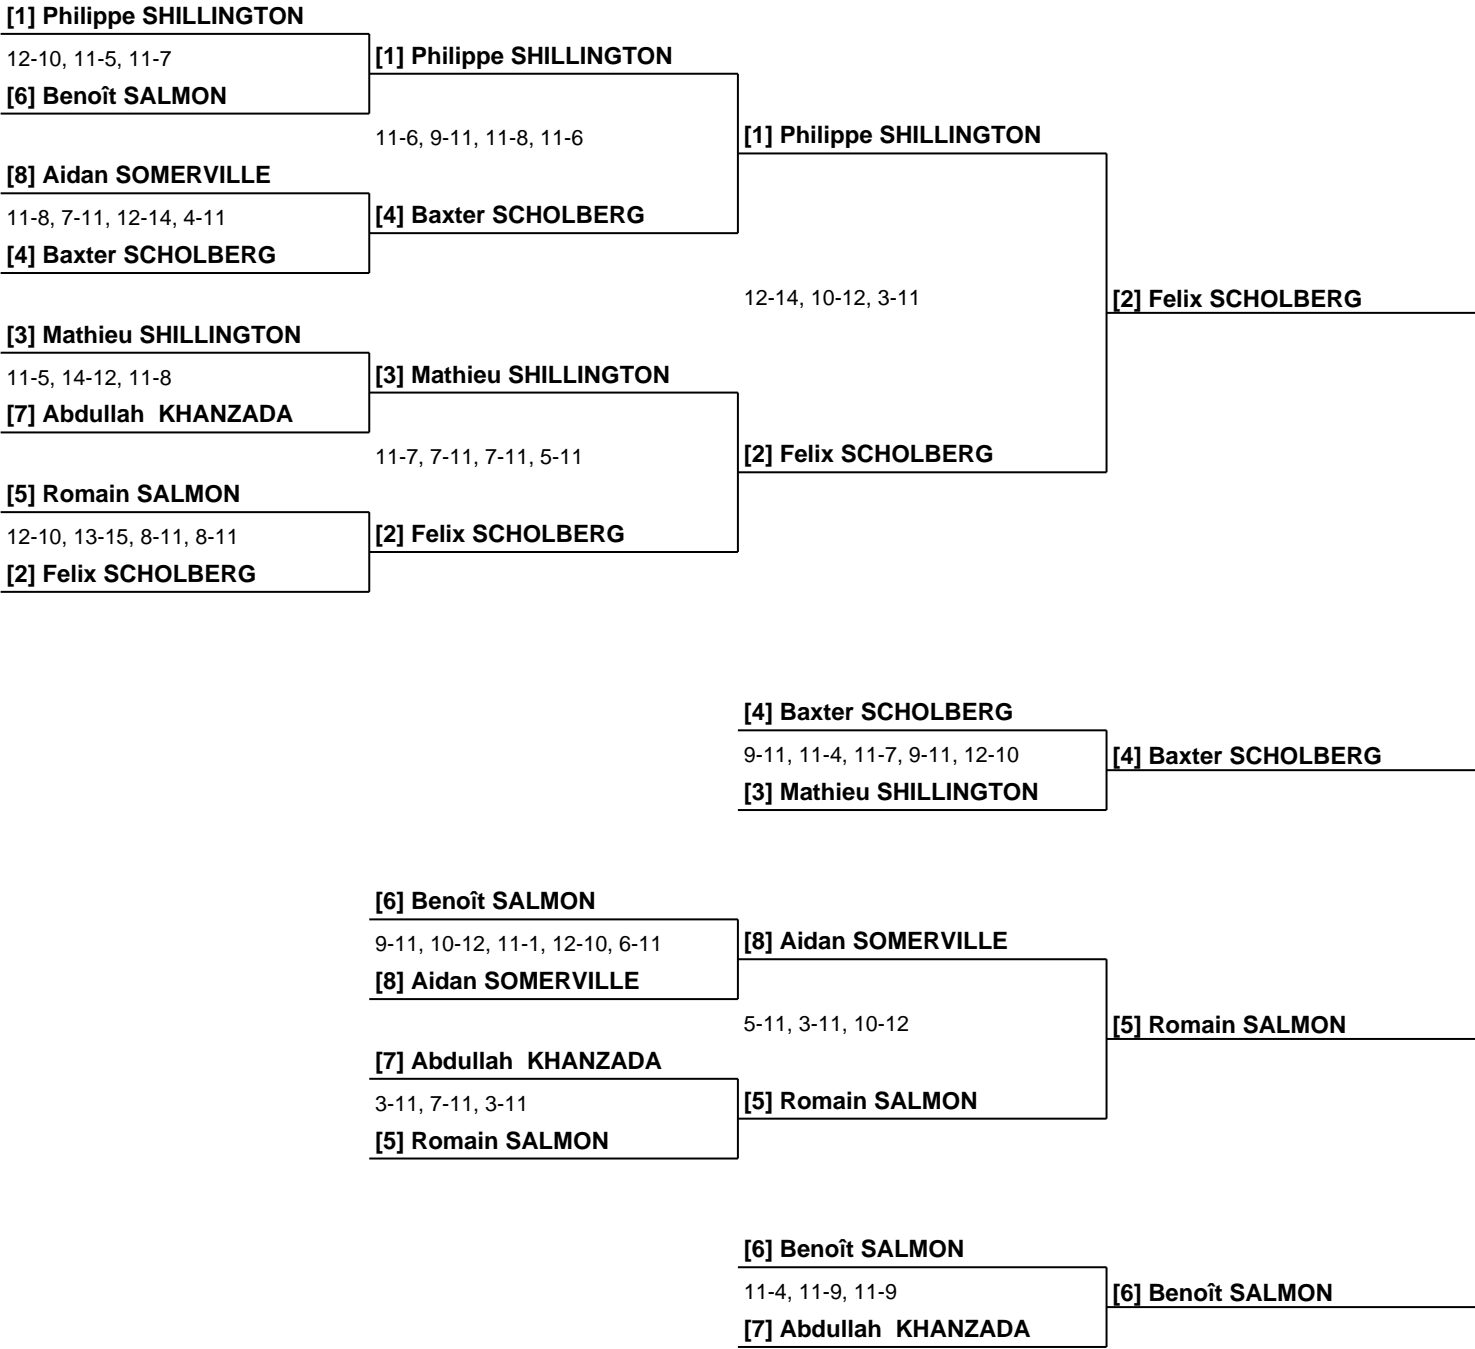 [1] Philippe SHILLINGTON
12-10, 11-5, 11-7
[1] Philippe SHILLINGTON
[6] Benoît SALMON
11-6, 9-11, 11-8, 11-6
[1] Philippe SHILLINGTON
[8] Aidan SOMERVILLE
11-8, 7-11, 12-14, 4-11
[4] Baxter SCHOLBERG
[4] Baxter SCHOLBERG
12-14, 10-12, 3-11
[2] Felix SCHOLBERG
[3] Mathieu SHILLINGTON
11-5, 14-12, 11-8
[3] Mathieu SHILLINGTON
[7] Abdullah  KHANZADA
11-7, 7-11, 7-11, 5-11
[2] Felix SCHOLBERG
[5] Romain SALMON
12-10, 13-15, 8-11, 8-11
[2] Felix SCHOLBERG
[2] Felix SCHOLBERG
[4] Baxter SCHOLBERG
9-11, 11-4, 11-7, 9-11, 12-10
[4] Baxter SCHOLBERG
[3] Mathieu SHILLINGTON
[6] Benoît SALMON
9-11, 10-12, 11-1, 12-10, 6-11
[8] Aidan SOMERVILLE
[8] Aidan SOMERVILLE
5-11, 3-11, 10-12
[5] Romain SALMON
[7] Abdullah  KHANZADA
3-11, 7-11, 3-11
[5] Romain SALMON
[5] Romain SALMON
[6] Benoît SALMON
11-4, 11-9, 11-9
[6] Benoît SALMON
[7] Abdullah  KHANZADA